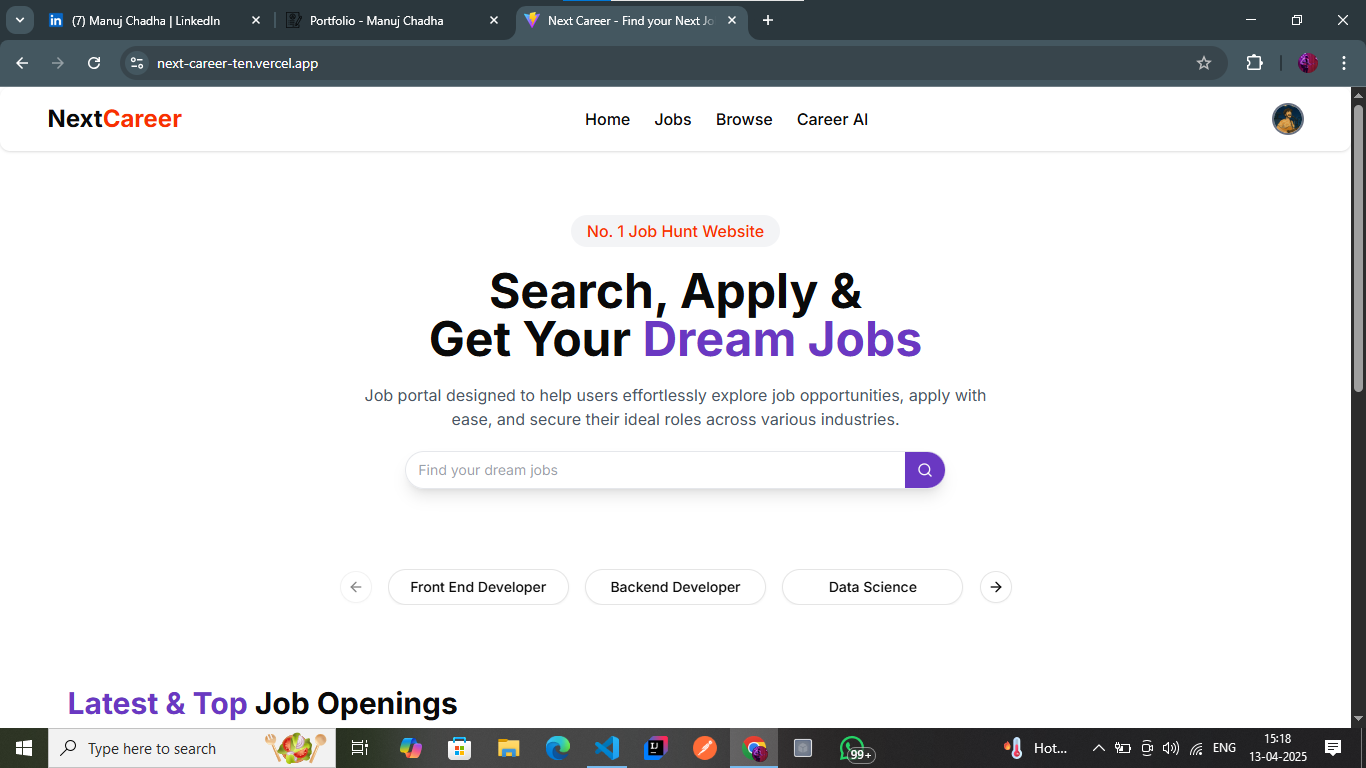 (7) Manuj Chadha | LinkedIn
Portfolio - Manuj Chadha
Next Career - Find your Next Jo
next-career-ten.vercel.app
NextCareer
Home
Jobs
Browse
Career AI
No. 1 Job Hunt Website
Search, Apply &
Get Your Dream Jobs
Job portal designed to help users effortlessly explore job opportunities, apply with
ease, and secure their ideal roles across various industries.
Find your dream jobs
Front End Developer
Backend Developer
Data Science
Latest & Top Job Openings
Type here to search
99+
Hot...
ENG
15:18
13-04-2025